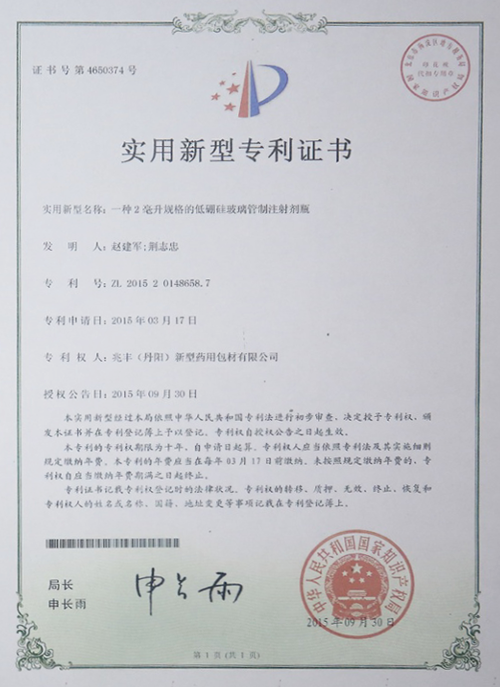 证书号第4650374号
实用新型专利证书
实用新型名称：一种2毫升规格的低硼硅玻璃管制注射剂瓶
发明人：赵建军;荆志忠
专利号：ZL 2015 2 0148658.7
专利申请日：2015年03月17日
专利权人：兆丰（丹阳）新型药用包材有限公司
授权公告日：2015年09月30日
本实用新型经过本局依照中华人民共和国专利法进行初步审查，决定授予专利权，颁
发本证书并在专利登记簿上予以登记。专利权自授权公告之日起生效。
本专利的专利权期限为十年，自申请日起算。专利权人应当依照专利法及其实施细则
规定缴纳年费。本专利的年费应当在每年03月17日前缴纳。未按照规定缴纳年费的，专
利权自应当缴纳年费期满之日起终止。
专利证书记载专利权登记时的法律状况。专利权的转移、质押、无效、终止、恢复和
专利权人的姓名或名称、国籍、地址变更等事项记载在专利登记簿上。
局长
申长雨
申长雨
中华人民共和国国家知识产权局
2015年09月30日
第1页(共1页)